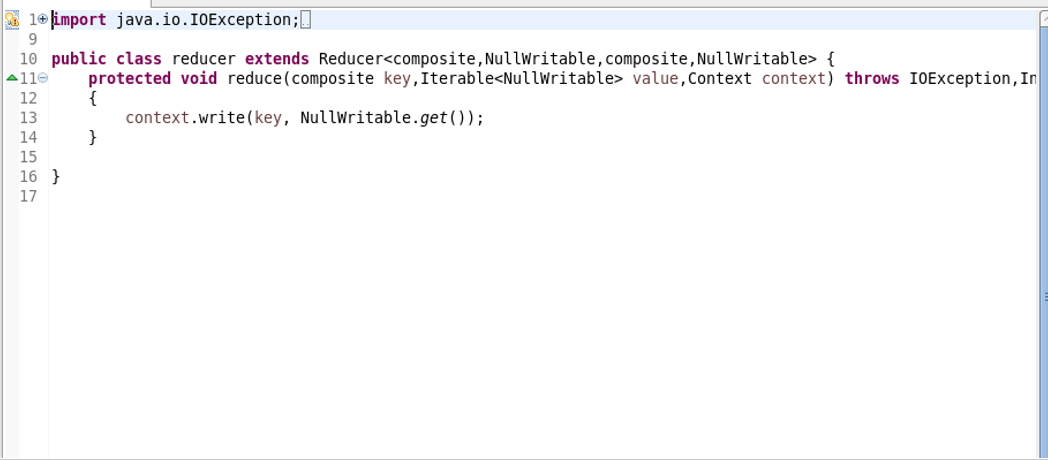 1 import java.io.IOException;
9
10 public class reducer extends Reducer<composite,NullWritable,composite,NullWritable> {
11 protected void reduce(composite key,Iterable<NullWritable> value,Context context) throws IOException,In
12 {
13 context.write(key, NullWritable.get());
14 }
15
16 }
17